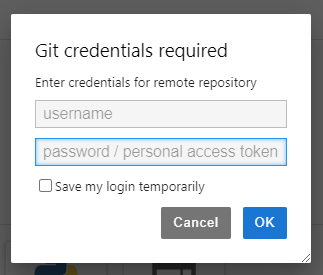 Git credentials required
Enter credentials for remote repository
username
password / personal access token
Save my login temporarily
Cancel OK